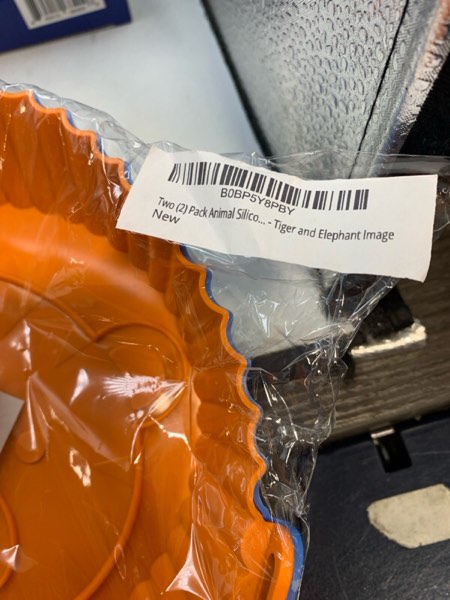 B0BP5Y8PBY
Two (2) Pack Animal Silico... - Tiger and Elephant Image
New